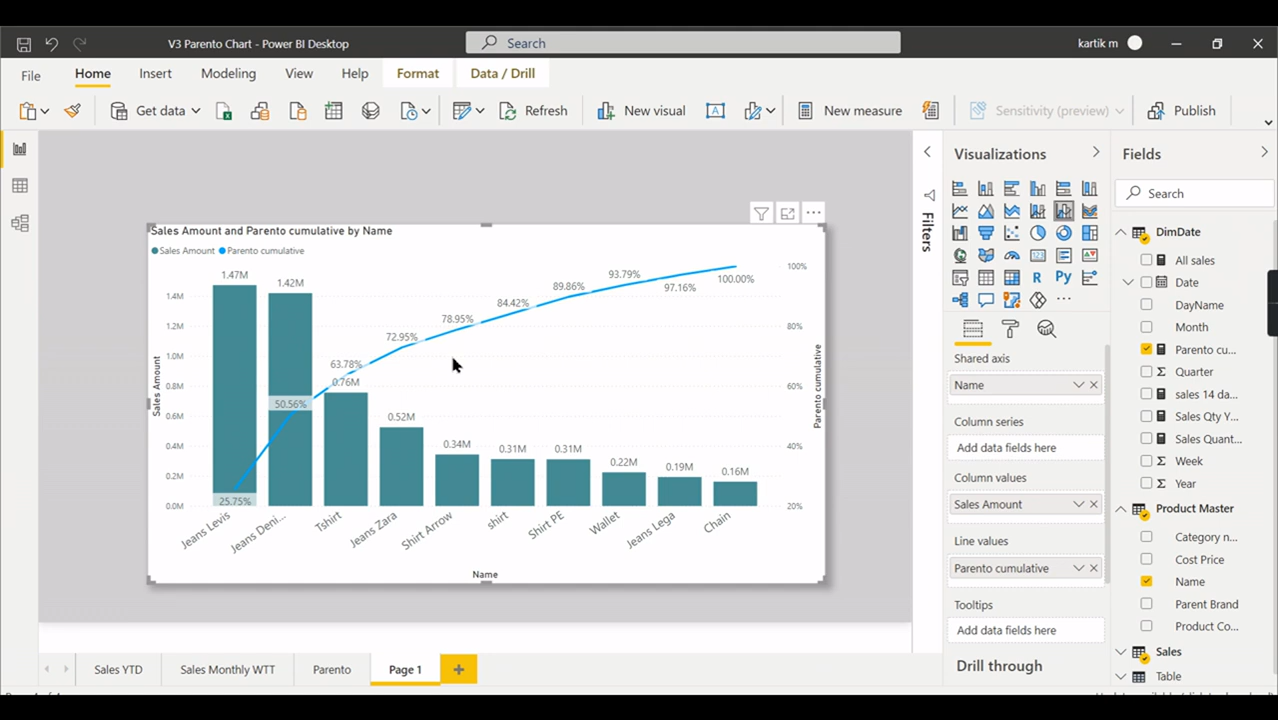 V3 Parento Chart - Power BI Desktop
Search
kartik m
File
Home
Insert
Modeling
View
Help
Format
Data / Drill
Get data
Refresh
New visual
New measure
Sensitivity (preview)
Publish
Sales Amount and Parento cumulative by Name
Sales Amount
Parento cumulative
1.47M
1.42M
0.76M
0.52M
0.34M
0.31M
0.31M
0.22M
0.19M
0.16M
25.75%
50.56%
63.78%
72.95%
78.95%
84.42%
89.86%
93.79%
97.16%
100.00%
1.4M
1.2M
1.0M
0.8M
0.6M
0.4M
0.2M
0.0M
Sales Amount
100%
80%
60%
40%
20%
Parento cumulative
Jeans Levis
Jeans Deni...
Tshirt
Jeans Zara
Shirt Arrow
shirt
Shirt PE
Wallet
Jeans Lega
Chain
Name
Filters
Visualizations
R
Py
Shared axis
Name
Column series
Add data fields here
Column values
Sales Amount
Line values
Parento cumulative
Tooltips
Add data fields here
Drill through
Fields
Search
DimDate
All sales
Date
DayName
Month
Parento cu...
Quarter
sales 14 da...
Sales Qty Y...
Sales Quant...
Week
Year
Product Master
Category n...
Cost Price
Name
Parent Brand
Product Co...
Sales
Table
Sales YTD
Sales Monthly WTT
Parento
Page 1